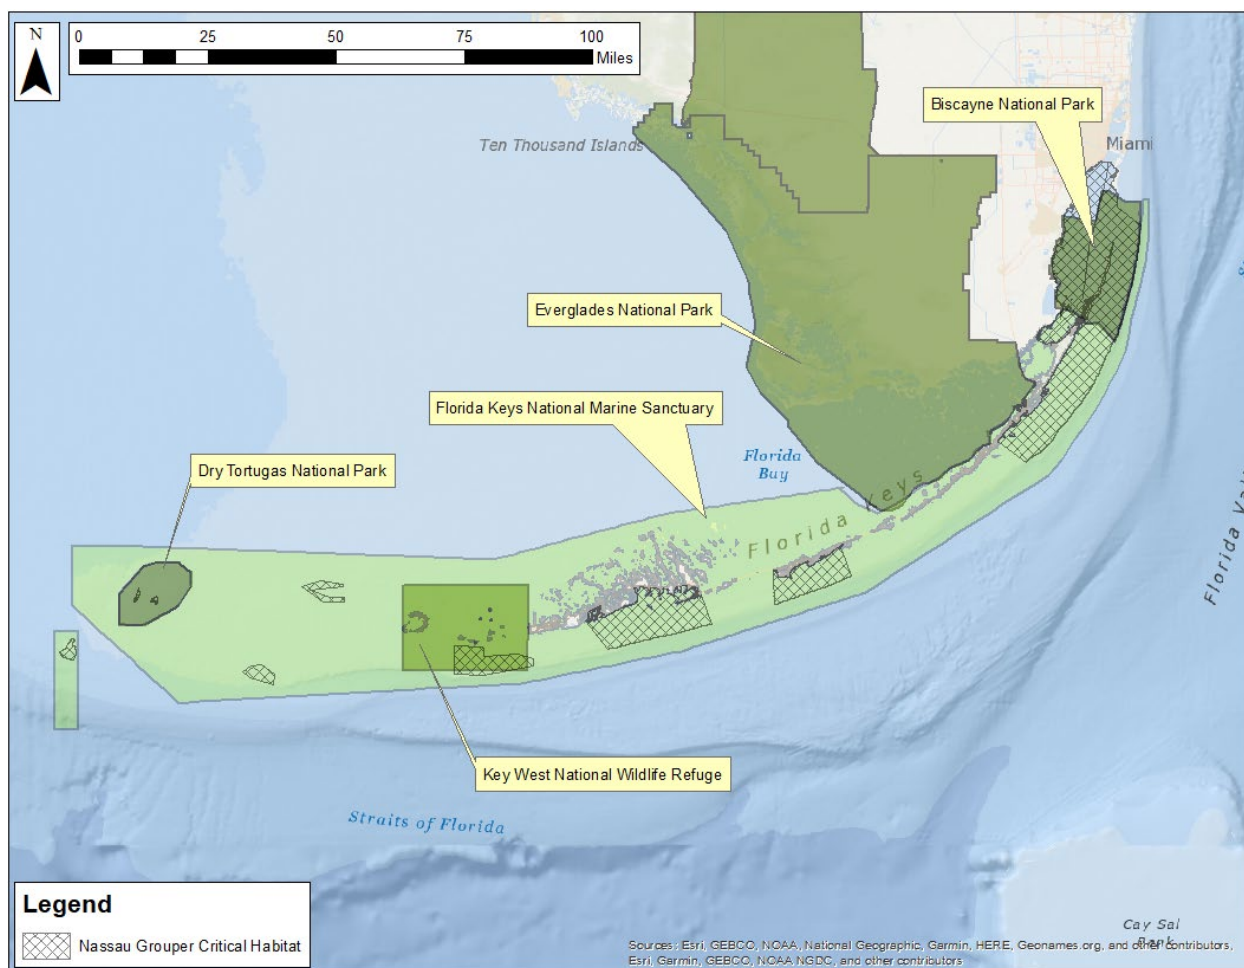 N
0 25 50 75 100
Miles
Biscayne National Park
Miami
Ten Thousand Islands
Everglades National Park
Florida Keys National Marine Sanctuary
Florida
Bay
Dry Tortugas National Park
Florida Keys
Florida
Key West National Wildlife Refuge
Straits of Florida
Legend
Nassau Grouper Critical Habitat
Cay Sal
Bank
Sources: Esri, GEBCO, NOAA, National Geographic, Garmin, HERE, Geonames.org, and other contributors,
Esri, Garmin, GEBCO, NOAA NGDC, and other contributors